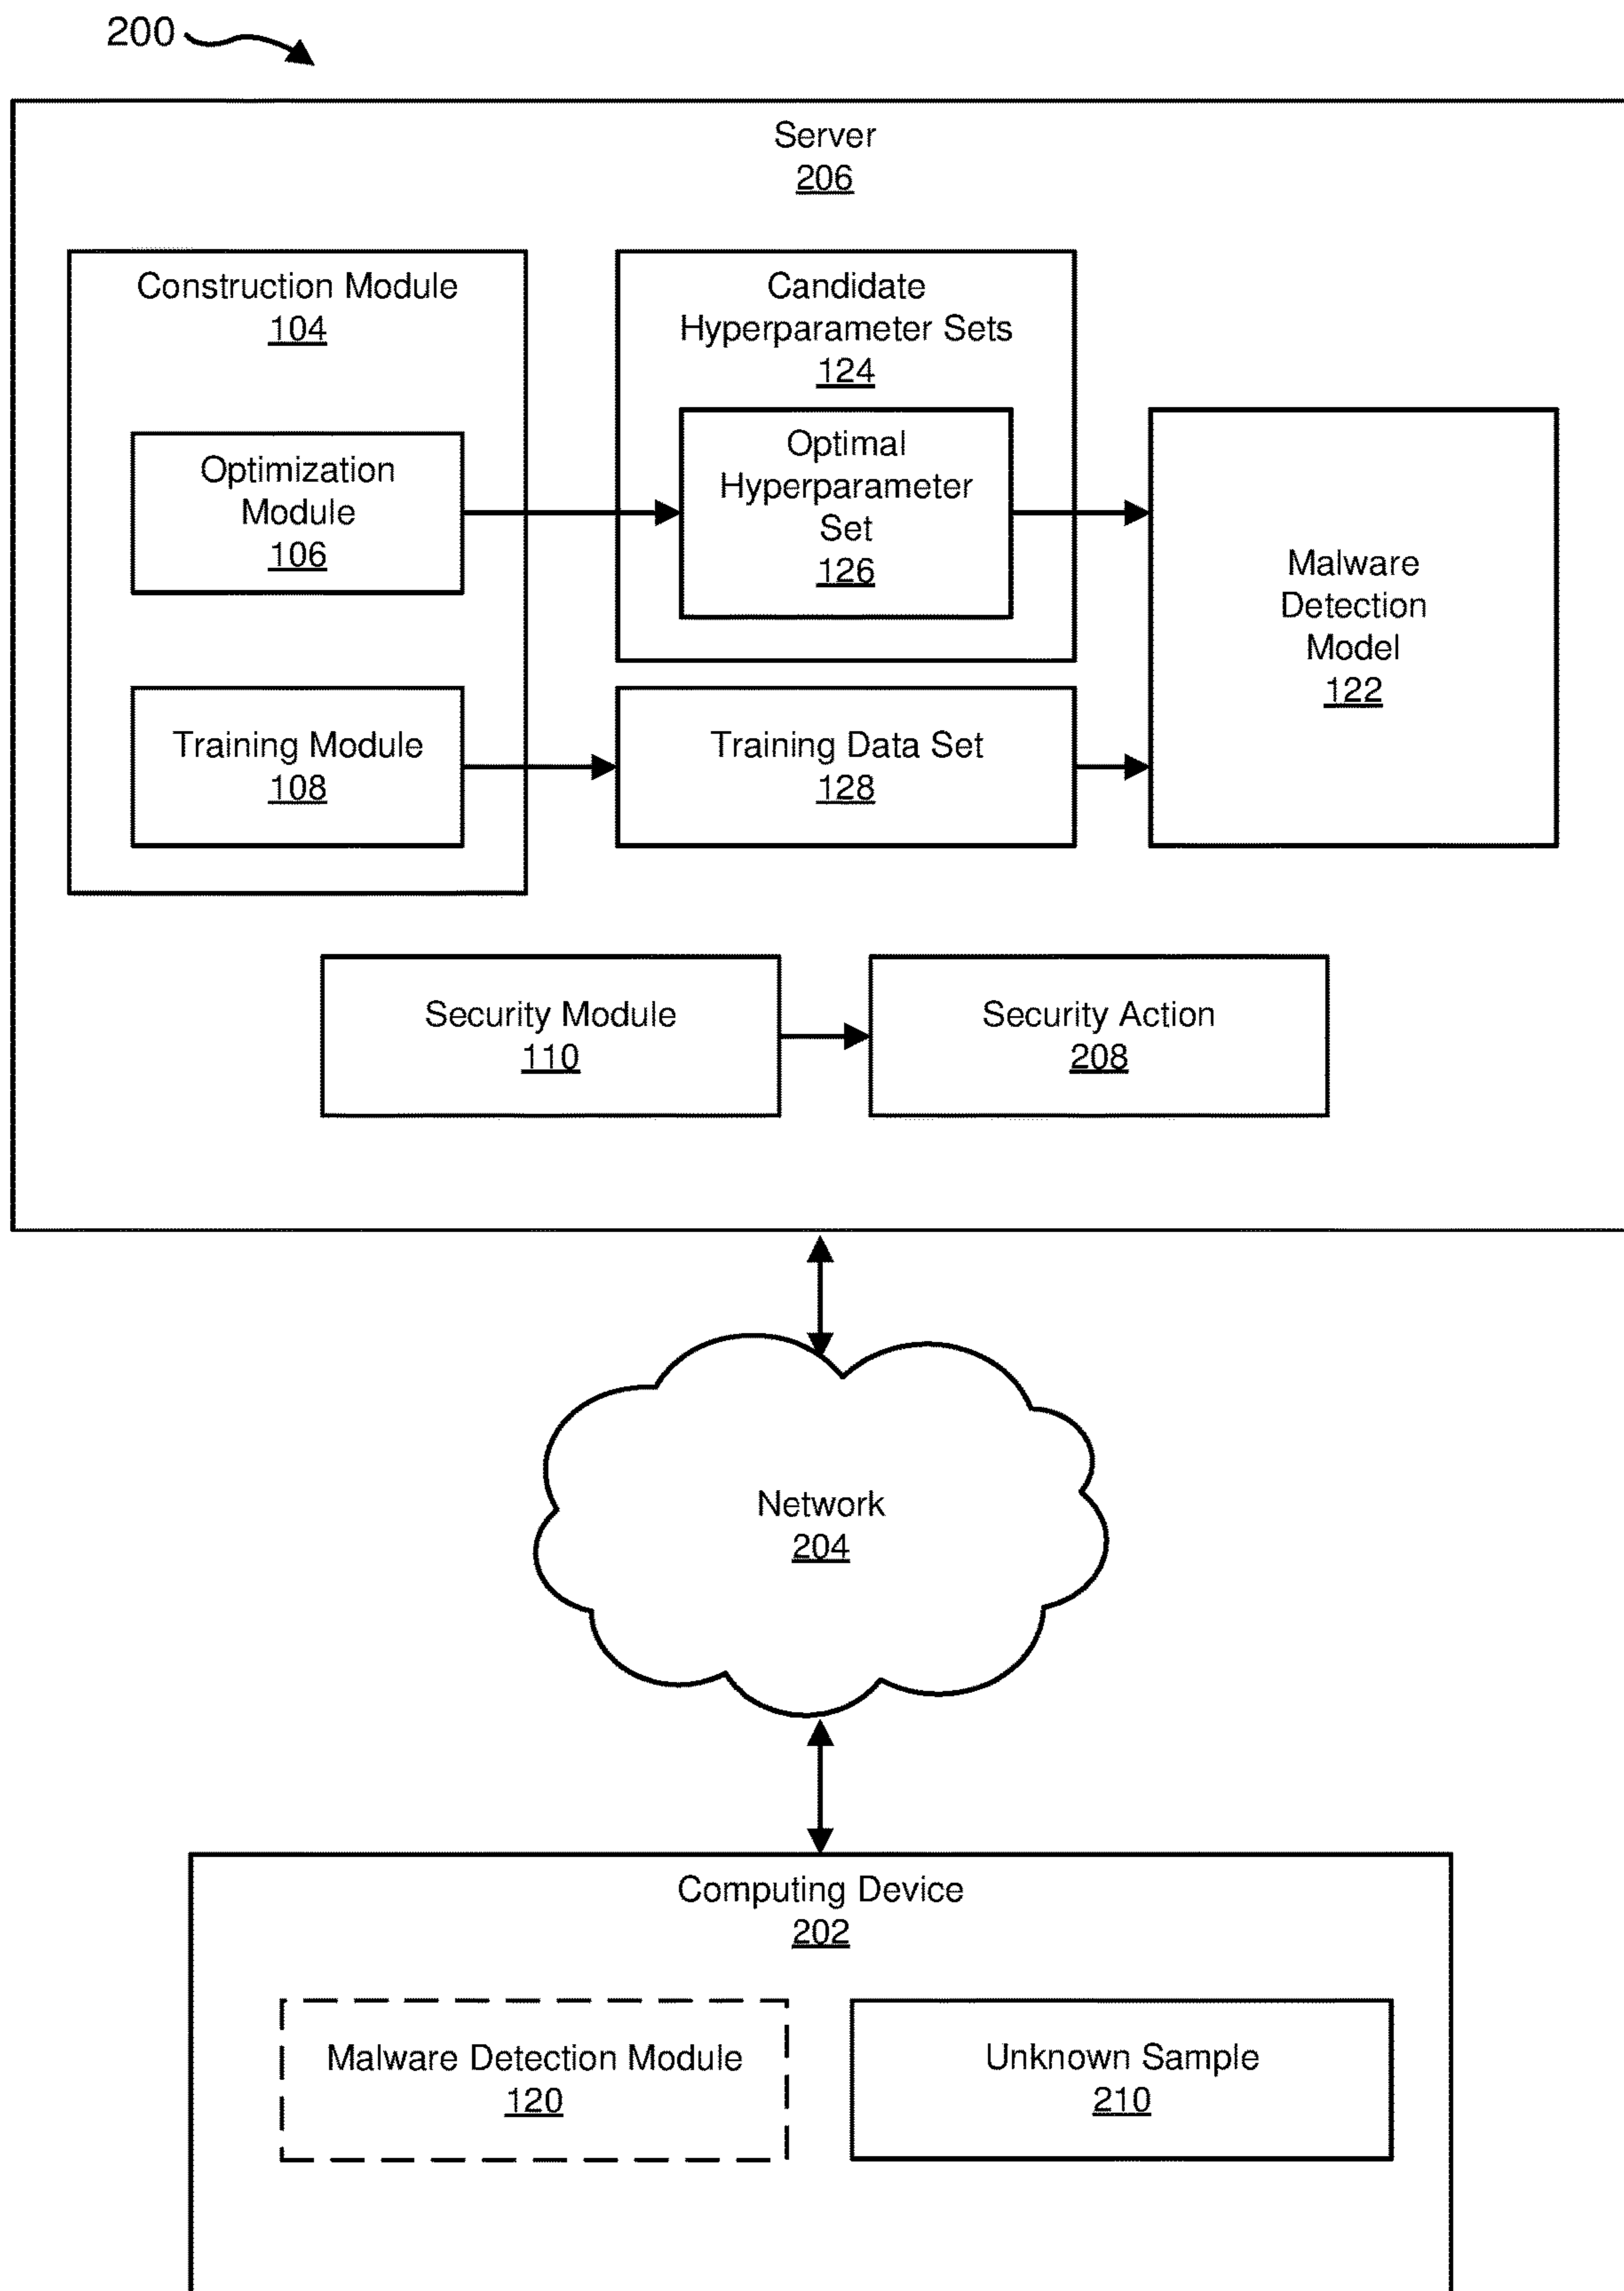 200
Server
206
Construction Module
104
Optimization
Module
106
Training Module
108
Candidate
Hyperparameter Sets
124
Optimal
Hyperparameter
Set
126
Training Data Set
128
Malware
Detection
Model
122
Security Module
110
Security Action
208
Network
204
Computing Device
202
Malware Detection Module
120
Unknown Sample
210